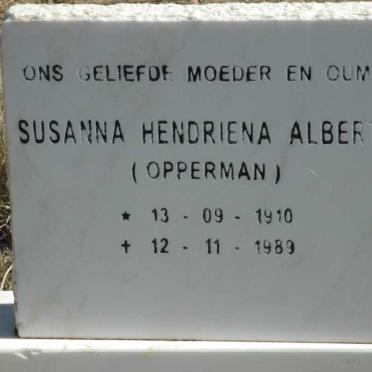 ONS GELIEFDE MOEDER EN OUM
SUSANNA HENDRIENA ALBERT
( OPPERMAN )
* 13 - 09 - 1910
✝ 12 - 11 - 1989